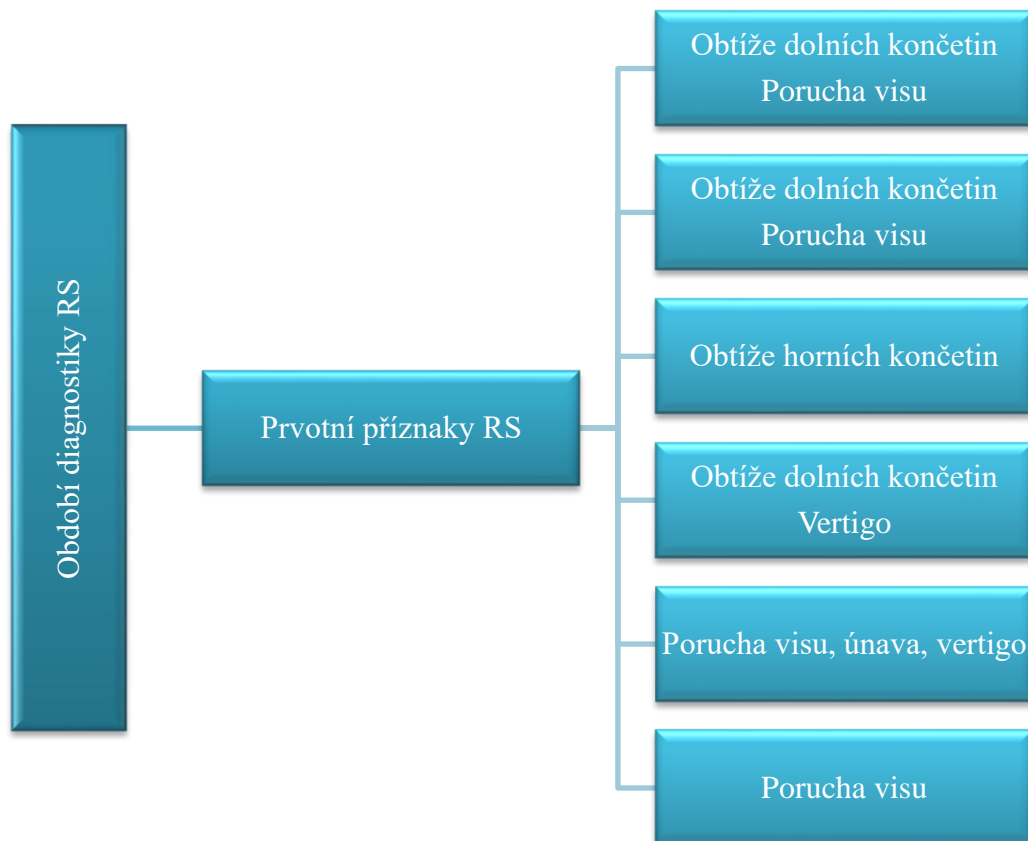 Období diagnostiky RS
Prvotní příznaky RS
Obtíže dolních končetin
Porucha visu
Obtíže dolních končetin
Porucha visu
Obtíže horních končetin
Obtíže dolních končetin
Vertigo
Porucha visu, únava, vertigo
Porucha visu